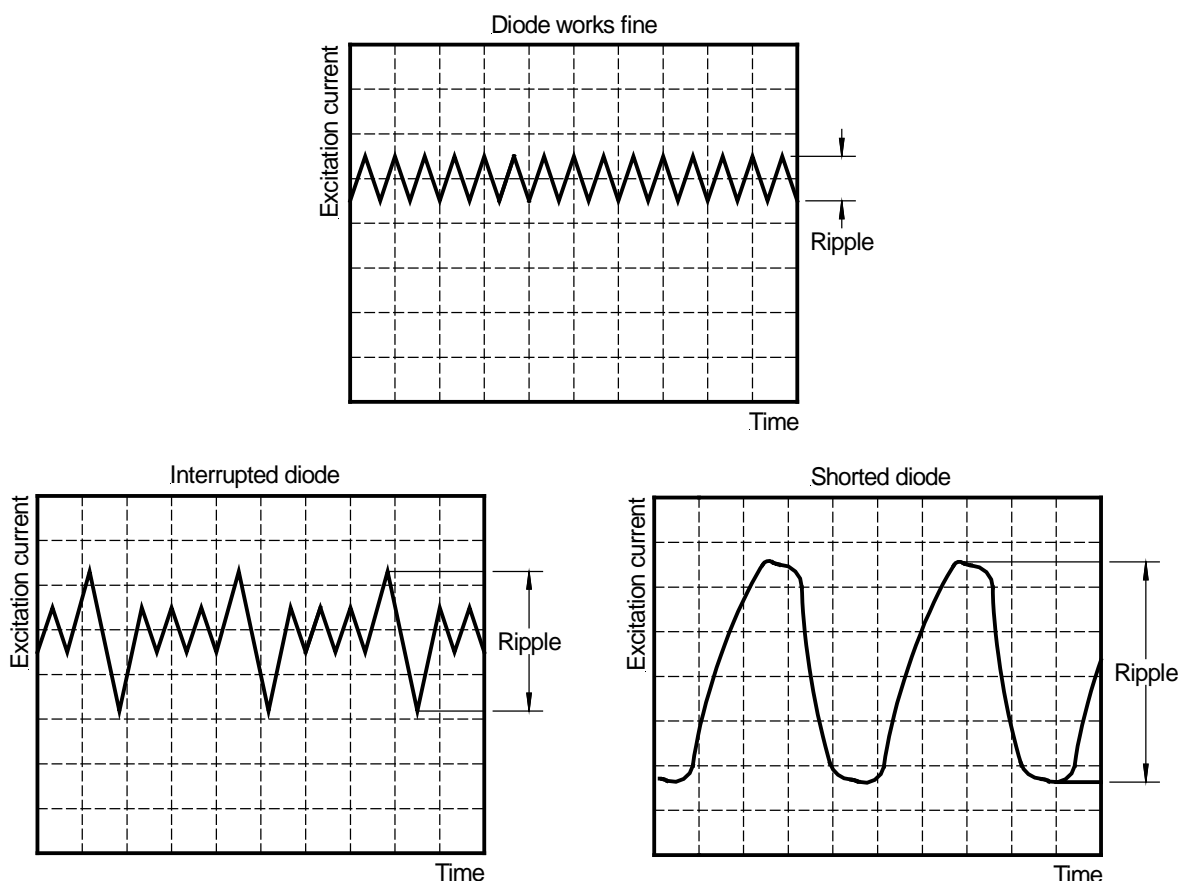 Diode works fine
Excitation current
Ripple
Time
Interrupted diode
Excitation current
Ripple
Time
Shorted diode
Excitation current
Ripple
Time